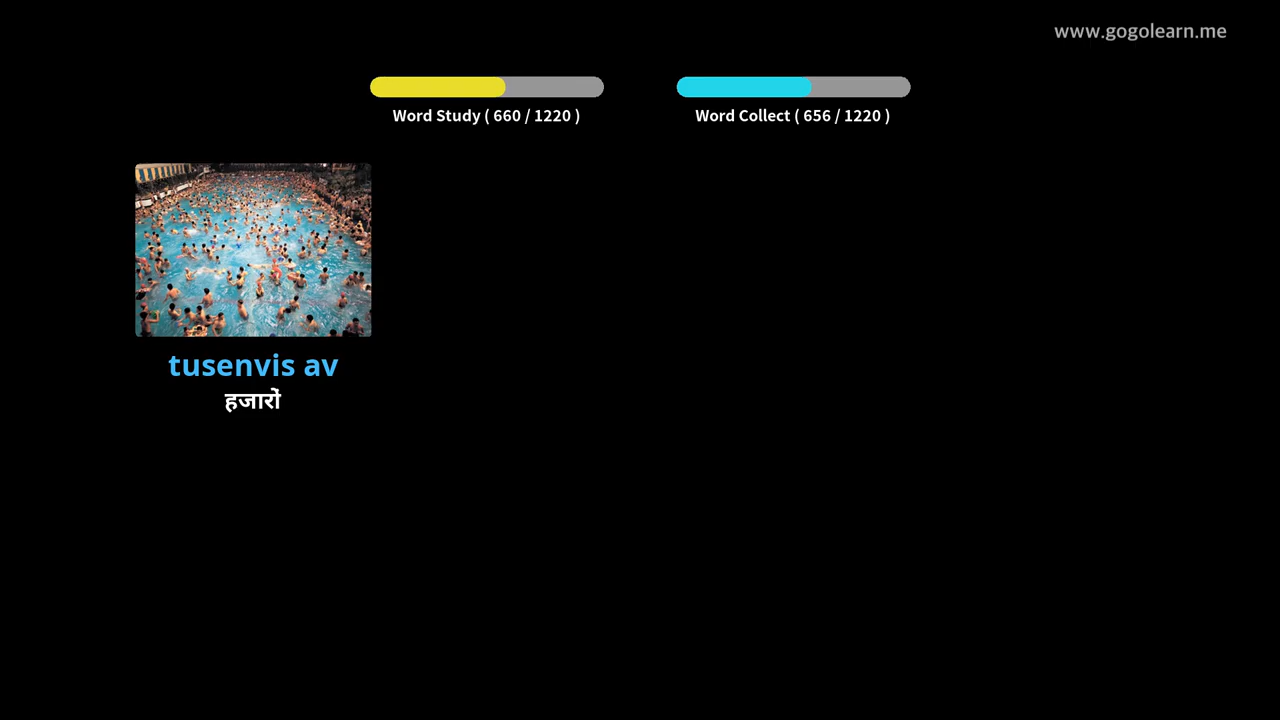 www.gogolearn.me
Word Study ( 660 / 1220 )
Word Collect ( 656 / 1220 )
tusenvis av
हजारों